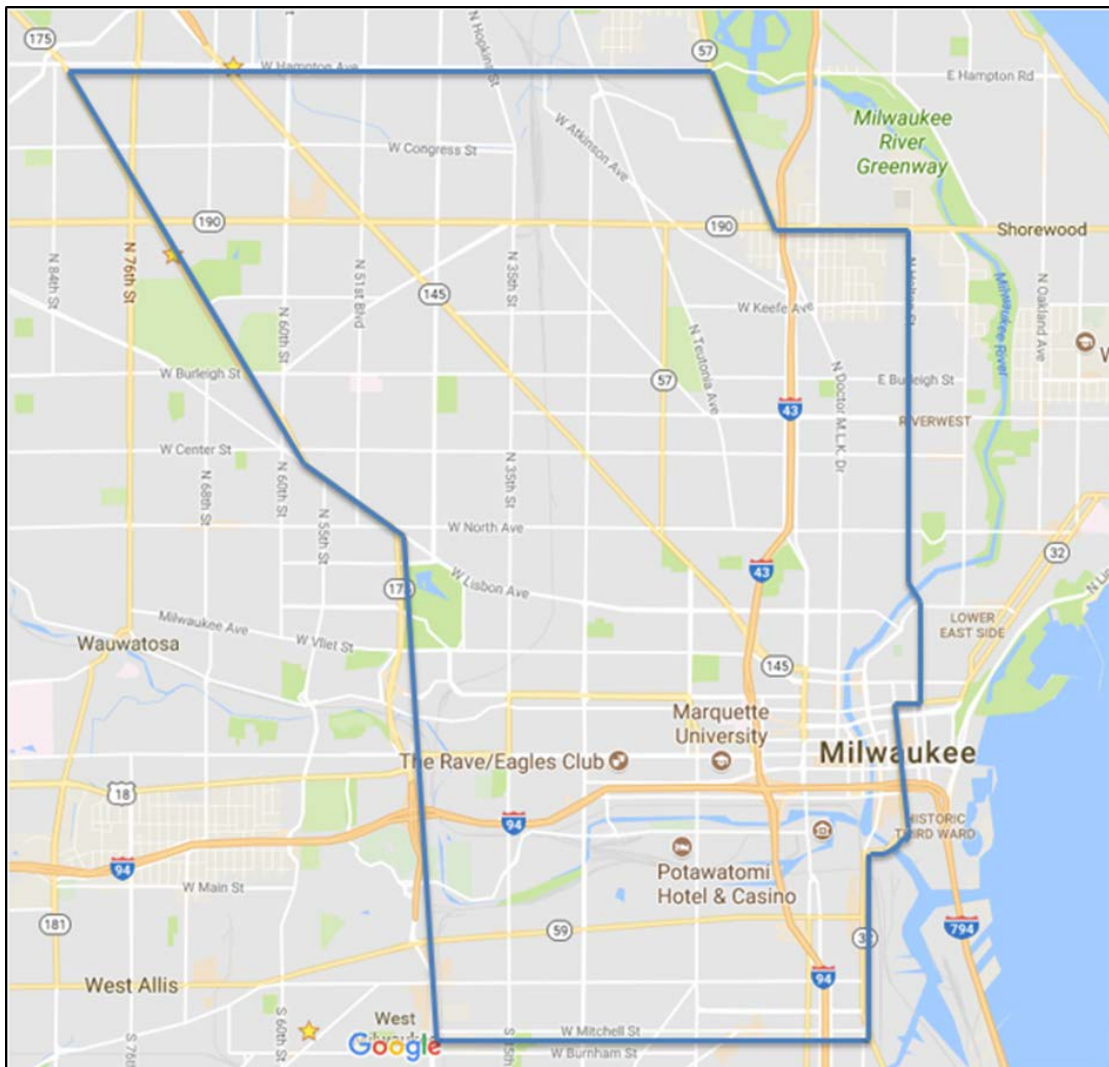 175
N Hopkins St
57
W Hampton Ave
E Hampton Rd
W Atkinson Ave
Milwaukee
River
Greenway
W Congress St
190
190
Shorewood
N 84th St
N 76th St
N 51st Blvd
N 35th St
145
N 60th St
W Keefe Ave
N Teutonia Ave
Milwaukee River
N Oakland Ave
W
W Burleigh St
57
N Doctor M.L.K. Dr
E Burleigh St
43
RIVERWEST
W Center St
N 68th St
N 60th St
N 35th St
N 55th St
W North Ave
32
43
W Lisbon Ave
Milwaukee Ave
W Vliet St
LOWER
EAST SIDE
Wauwatosa
145
Marquette
University
The Rave/Eagles Club
Milwaukee
18
94
HISTORIC
THIRD WARD
94
W Main St
Potawatomi
Hotel & Casino
181
59
794
94
West Allis
S 76th
S 60th St
West
Google
W Mitchell St
W Burnham St